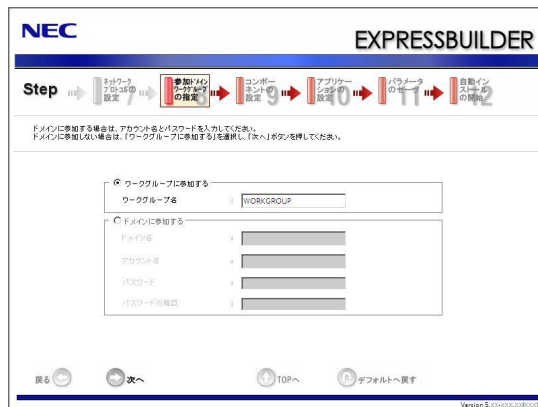 NEC
EXPRESSBUILDER
Step
ネットワーク
プロトコルの
設定 7
参加ドメイン
ワークグループ
の指定 8
コンポー
ネントの
設定 9
アプリケー
ションの
設定 10
パラメータ
のセーブ 11
自動イン
ストール
の開始 12
ドメインに参加する場合は、アカウント名とパスワードを入力してください。
ドメインに参加しない場合は、「ワークグループに参加する」を選択し、「次へ」ボタンを押してください。
ワークグループに参加する
ワークグループ名 : WORKGROUP
ドメインに参加する
ドメイン名 :
アカウント名 :
パスワード :
パスワードの確認 :
戻る 次へ TOPへ デフォルトへ戻す
Version 5.